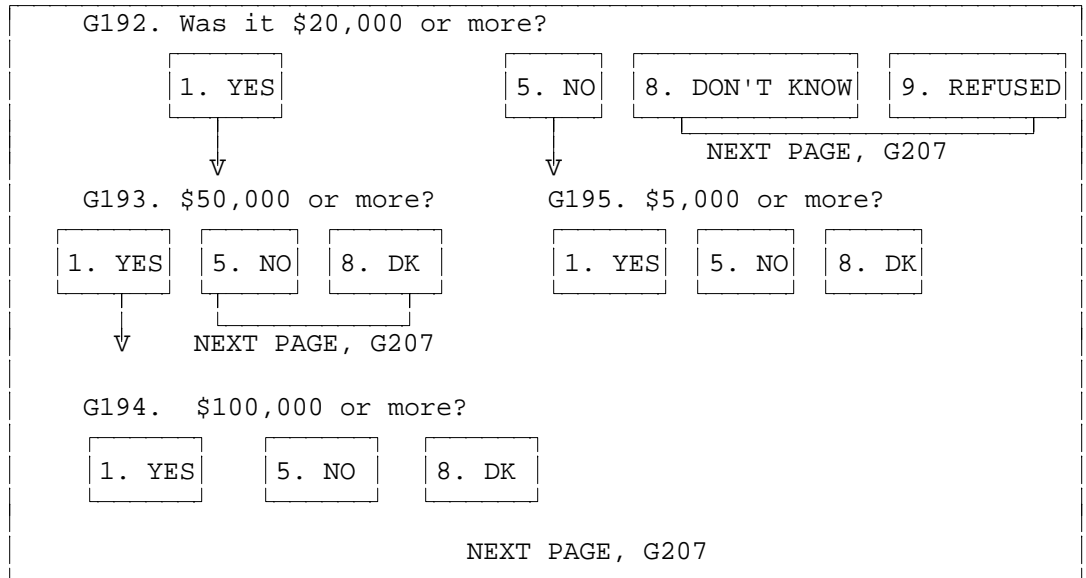 G192. Was it $20,000 or more?
1. YES 5. NO 8. DON'T KNOW 9. REFUSED
NEXT PAGE, G207
G193. $50,000 or more? G195. $5,000 or more?
1. YES 5. NO 8. DK 1. YES 5. NO 8. DK
NEXT PAGE, G207
G194. $100,000 or more?
1. YES 5. NO 8. DK
NEXT PAGE, G207